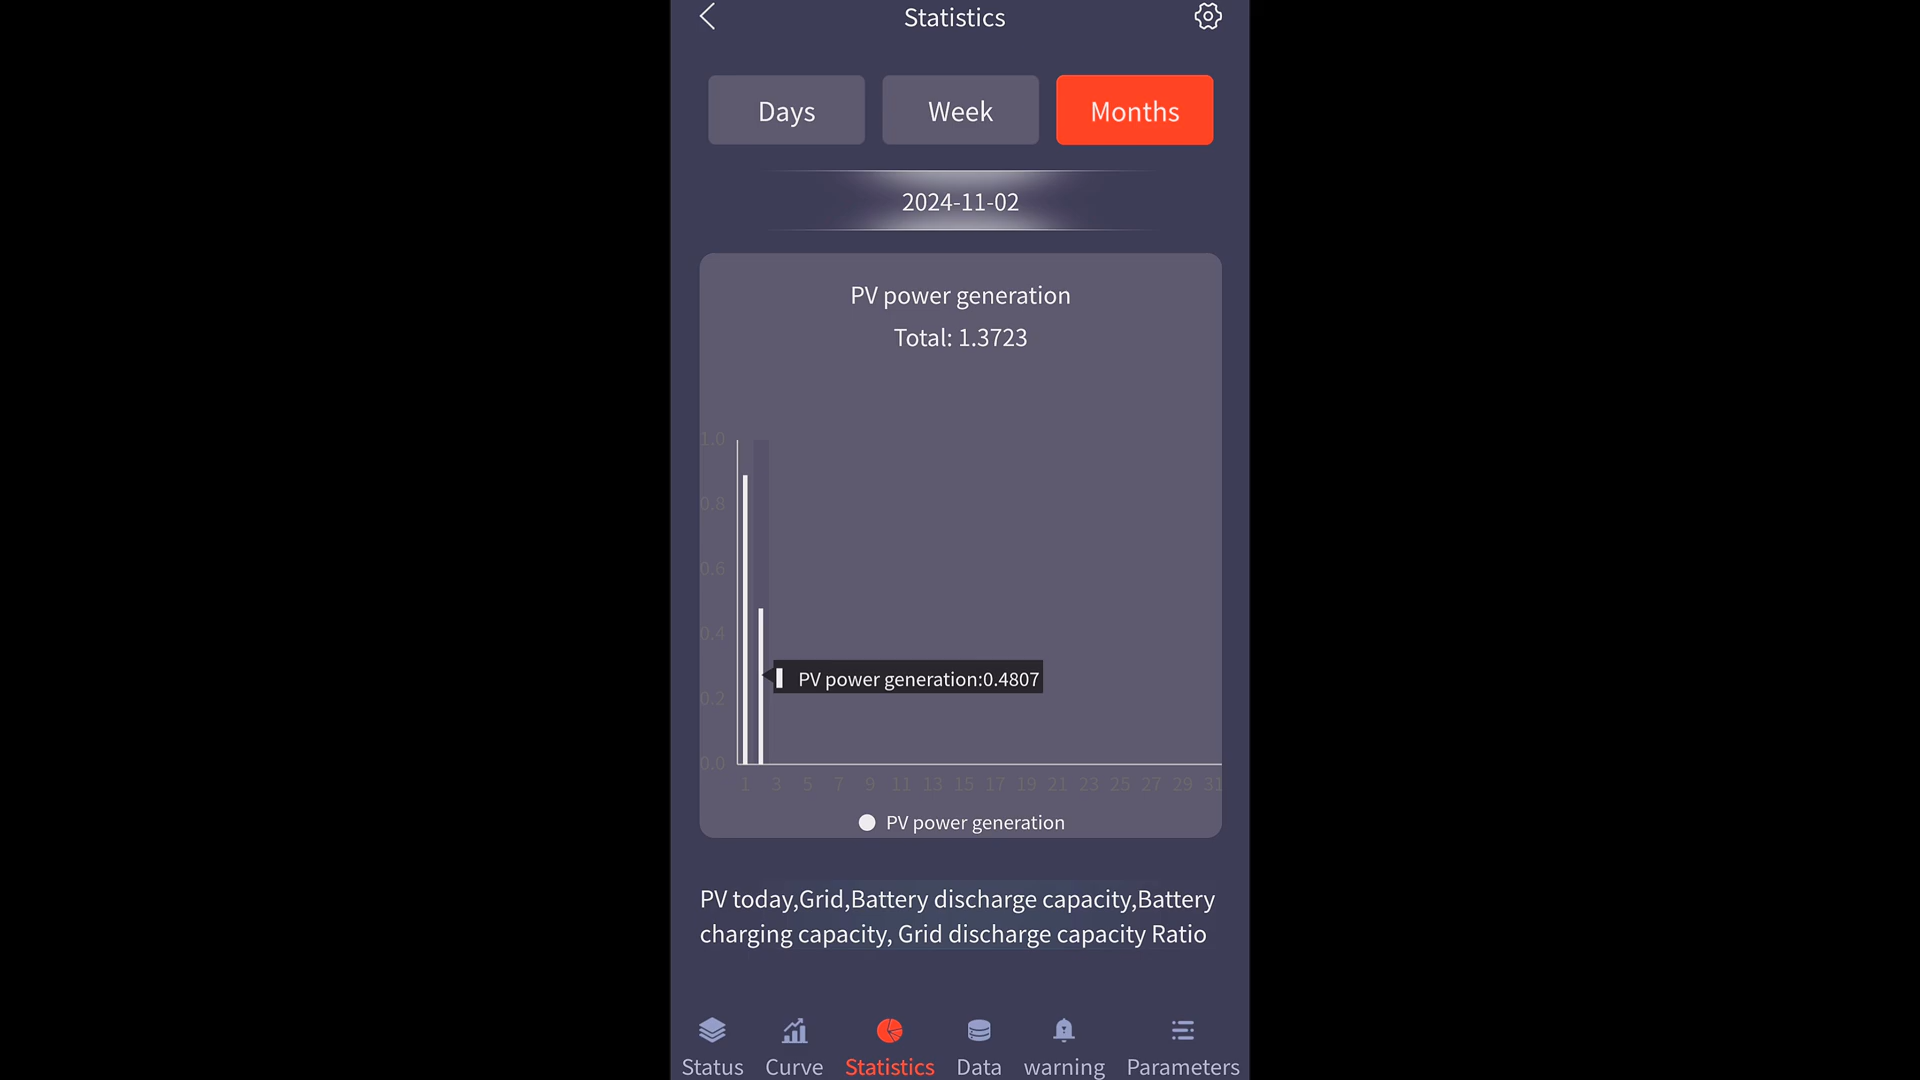 Statistics
Days Week Months
2024-11-02
PV power generation
Total: 1.3723
1.0
0.8
0.6
0.4
PV power generation:0.4807
0.2
0.0
1 3 5 7 9 11 13 15 17 19 21 23 25 27 29 31
PV power generation
PV today,Grid,Battery discharge capacity,Battery
charging capacity, Grid discharge capacity Ratio
Status Curve Statistics Data warning Parameters